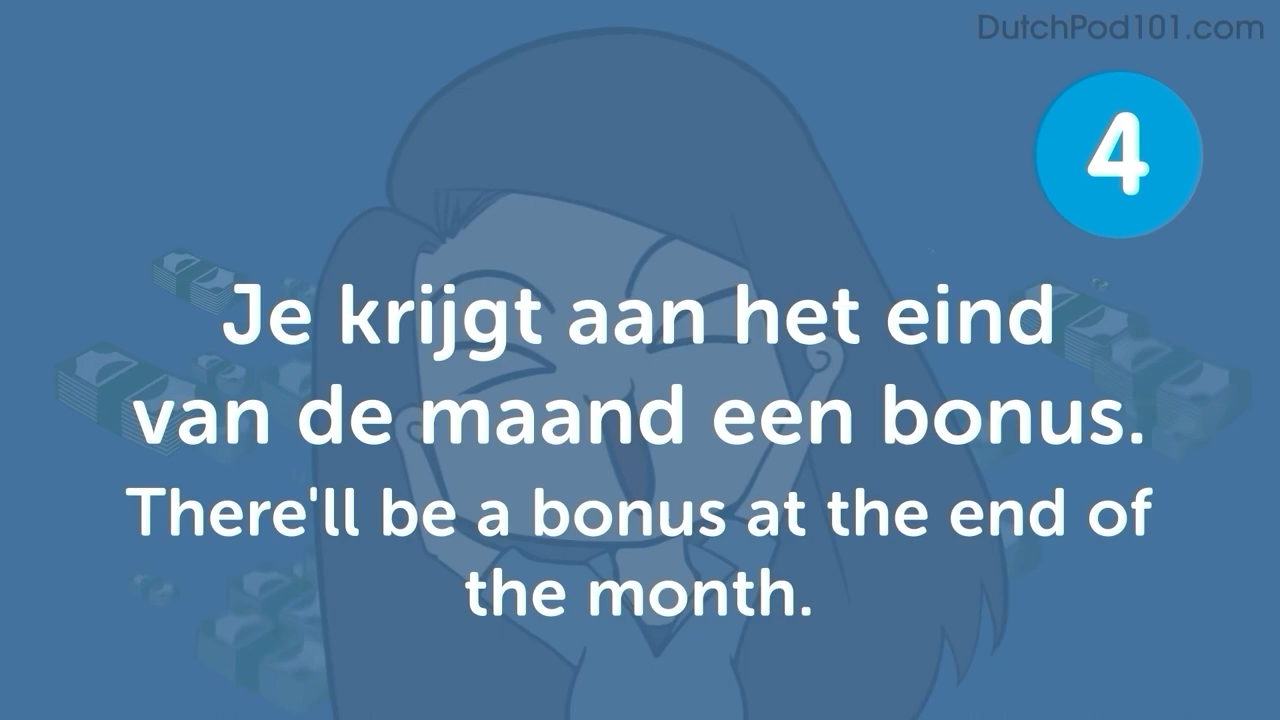 DutchPod101.com
4
Je krijgt aan het eind
van de maand een bonus.
There'll be a bonus at the end of
the month.